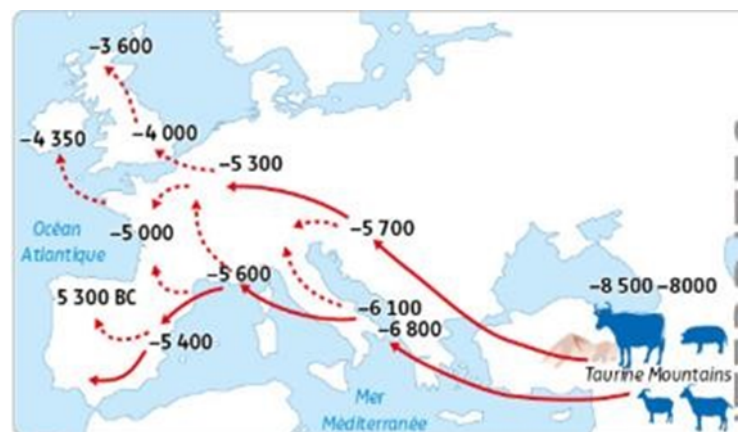 –3 600
–4 350
–4 000
–5 300
Océan
Atlantique
–5 000
–5 700
–5 600
5 300 BC
–8 500 –8000
–6 100
–6 800
–5 400
Taurine Mountains
Mer
Méditerranée